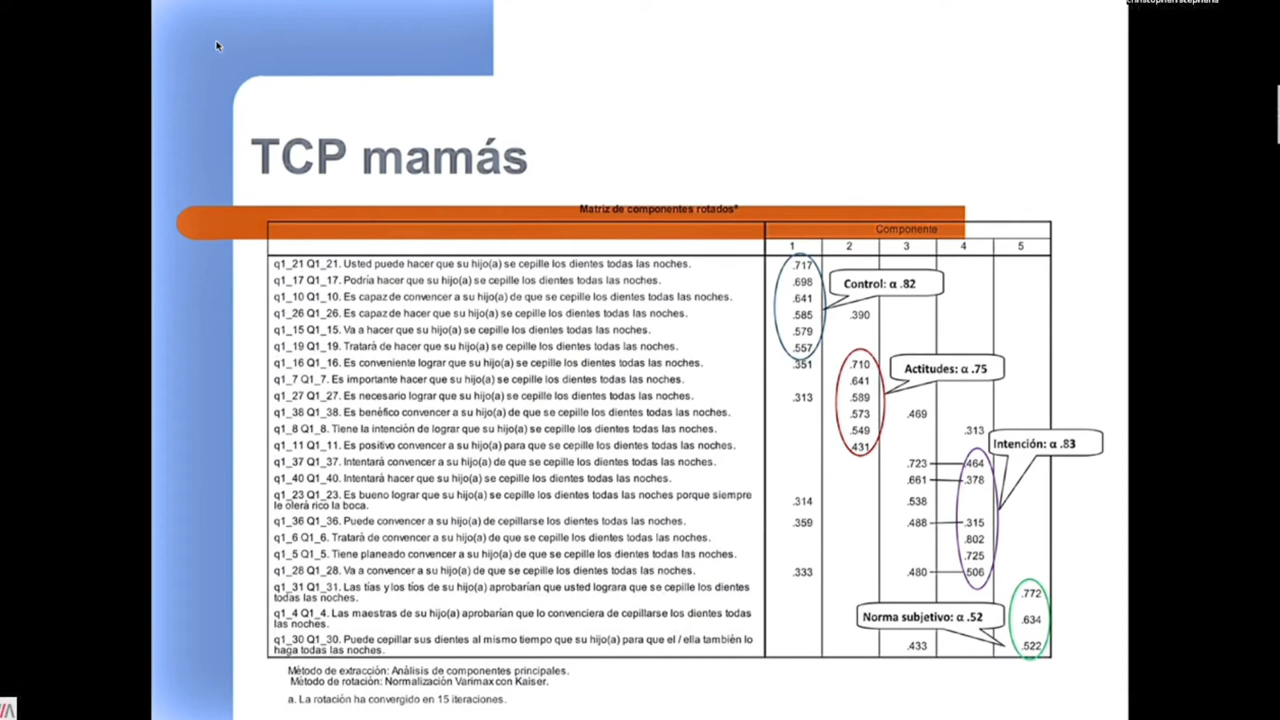 TCP mamás
Matriz de componentes rotados*
Componente
1 2 3 4 5
q1_21 Q1_21. Usted puede hacer que su hijo(a) se cepille los dientes todas las noches. .717
q1_17 Q1_17. Podría hacer que su hijo(a) se cepille los dientes todas las noches. .698
Control: α .82
q1_10 Q1_10. Es capaz de convencer a su hijo(a) de que se cepille los dientes todas las noches. .641
q1_26 Q1_26. Es capaz de hacer que su hijo(a) se cepille los dientes todas las noches. .585 .390
q1_15 Q1_15. Va a hacer que su hijo(a) se cepille los dientes todas las noches. .579
q1_19 Q1_19. Tratará de hacer que su hijo(a) se cepille los dientes todas las noches. .557
q1_16 Q1_16. Es conveniente lograr que su hijo(a) se cepille los dientes todas las noches. .351 .710
Actitudes: α .75
q1_7 Q1_7. Es importante hacer que su hijo(a) se cepille los dientes todas las noches. .641
q1_27 Q1_27. Es necesario lograr que su hijo(a) se cepille los dientes todas las noches. .313 .589
q1_38 Q1_38. Es benéfico convencer a su hijo(a) de que se cepille los dientes todas las noches. .573 .469
q1_8 Q1_8. Tiene la intención de lograr que su hijo(a) se cepille los dientes todas las noches. .549 .313
q1_11 Q1_11. Es positivo convencer a su hijo(a) para que se cepille los dientes todas las noches. .431
Intención: α .83
q1_37 Q1_37. Intentará convencer a su hijo(a) de que se cepille los dientes todas las noches. .723 .464
q1_40 Q1_40. Intentará hacer que su hijo(a) se cepille los dientes todas las noches. .661 .378
q1_23 Q1_23. Es bueno lograr que su hijo(a) se cepille los dientes todas las noches porque siempre
le olerá rico la boca. .314 .538
q1_36 Q1_36. Puede convencer a su hijo(a) de cepillarse los dientes todas las noches. .359 .488 .315
q1_6 Q1_6. Tratará de convencer a su hijo(a) de que se cepille los dientes todas las noches. .802
q1_5 Q1_5. Tiene planeado convencer a su hijo(a) de que se cepille los dientes todas las noches. .725
q1_28 Q1_28. Va a convencer a su hijo(a) de que se cepille los dientes todas las noches. .333 .480 .506
q1_31 Q1_31. Las tías y los tíos de su hijo(a) aprobarían que usted lograra que se cepille los dientes
todas las noches. .772
q1_4 Q1_4. Las maestras de su hijo(a) aprobarían que lo convenciera de cepillarse los dientes todas
las noches. .634
Norma subjetivo: α .52
q1_30 Q1_30. Puede cepillar sus dientes al mismo tiempo que su hijo(a) para que el / ella también lo
haga todas las noches. .433 .522
Método de extracción: Análisis de componentes principales.
Método de rotación: Normalización Varimax con Kaiser.
a. La rotación ha convergido en 15 iteraciones.